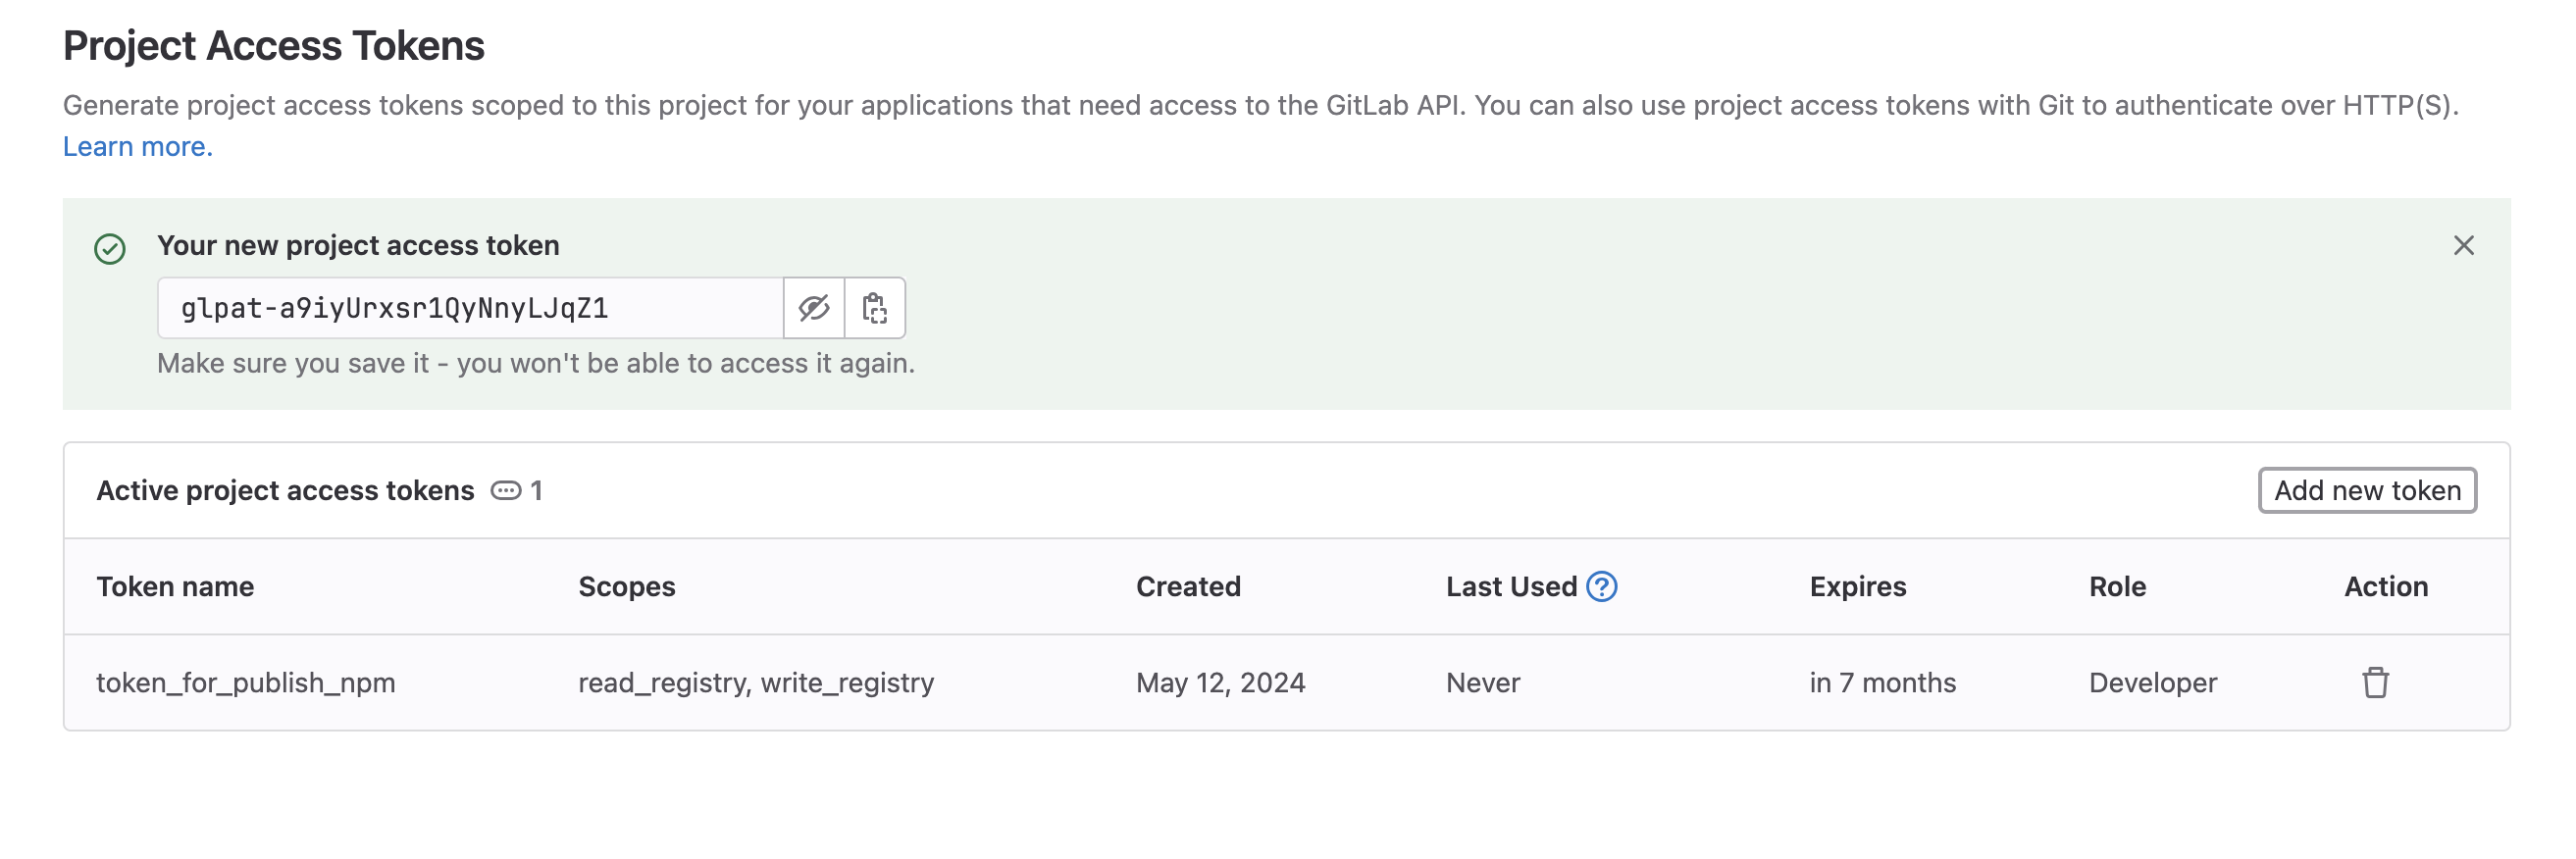 Project Access Tokens
Generate project access tokens scoped to this project for your applications that need access to the GitLab API. You can also use project access tokens with Git to authenticate over HTTP(S).
Learn more.
Your new project access token
glpat-a9iyUrxsr1QyNnyLJqZ1
Make sure you save it - you won't be able to access it again.
Active project access tokens 1
Add new token
Token name Scopes Created Last Used Expires Role Action
token_for_publish_npm read_registry, write_registry May 12, 2024 Never in 7 months Developer